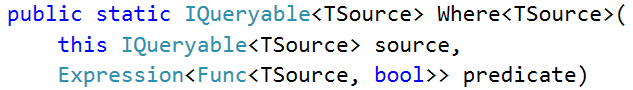 public static IQueryable<TSource> Where<TSource>(
this IQueryable<TSource> source,
Expression<Func<TSource, bool>> predicate)